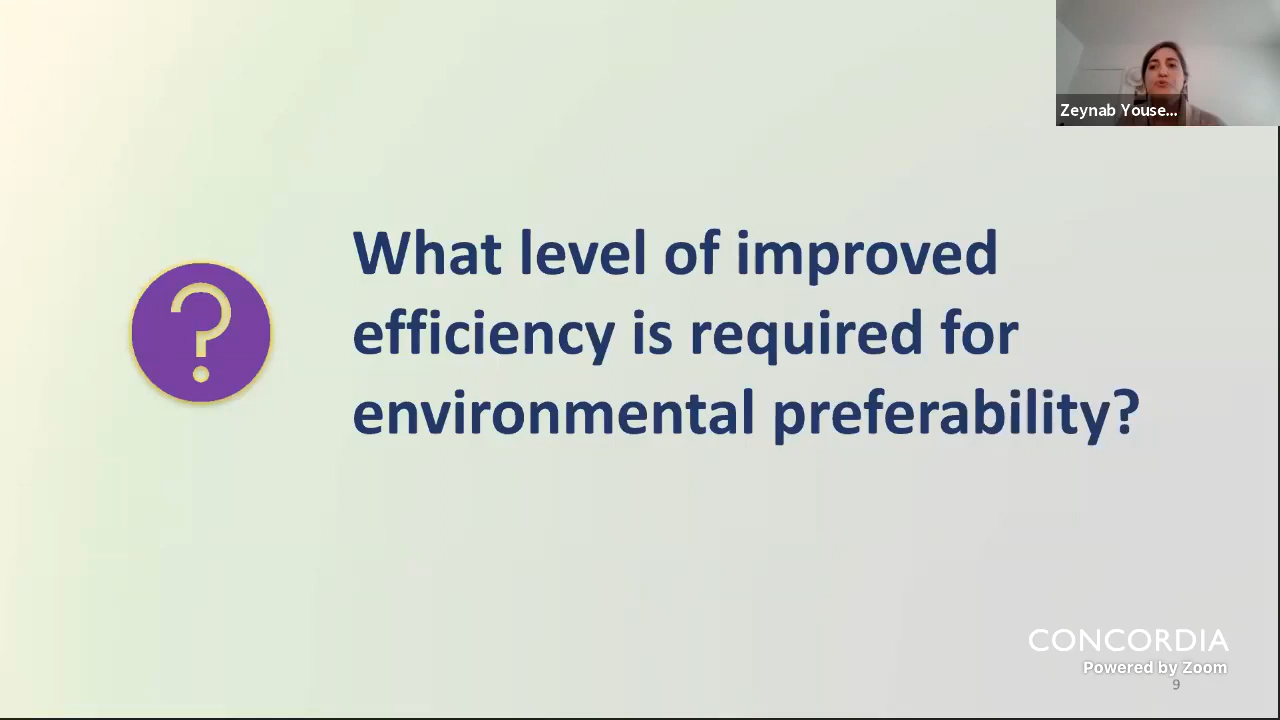 Zeynab Youse...
?
What level of improved
efficiency is required for
environmental preferability?
CONCORDIA
Powered by Zoom
9